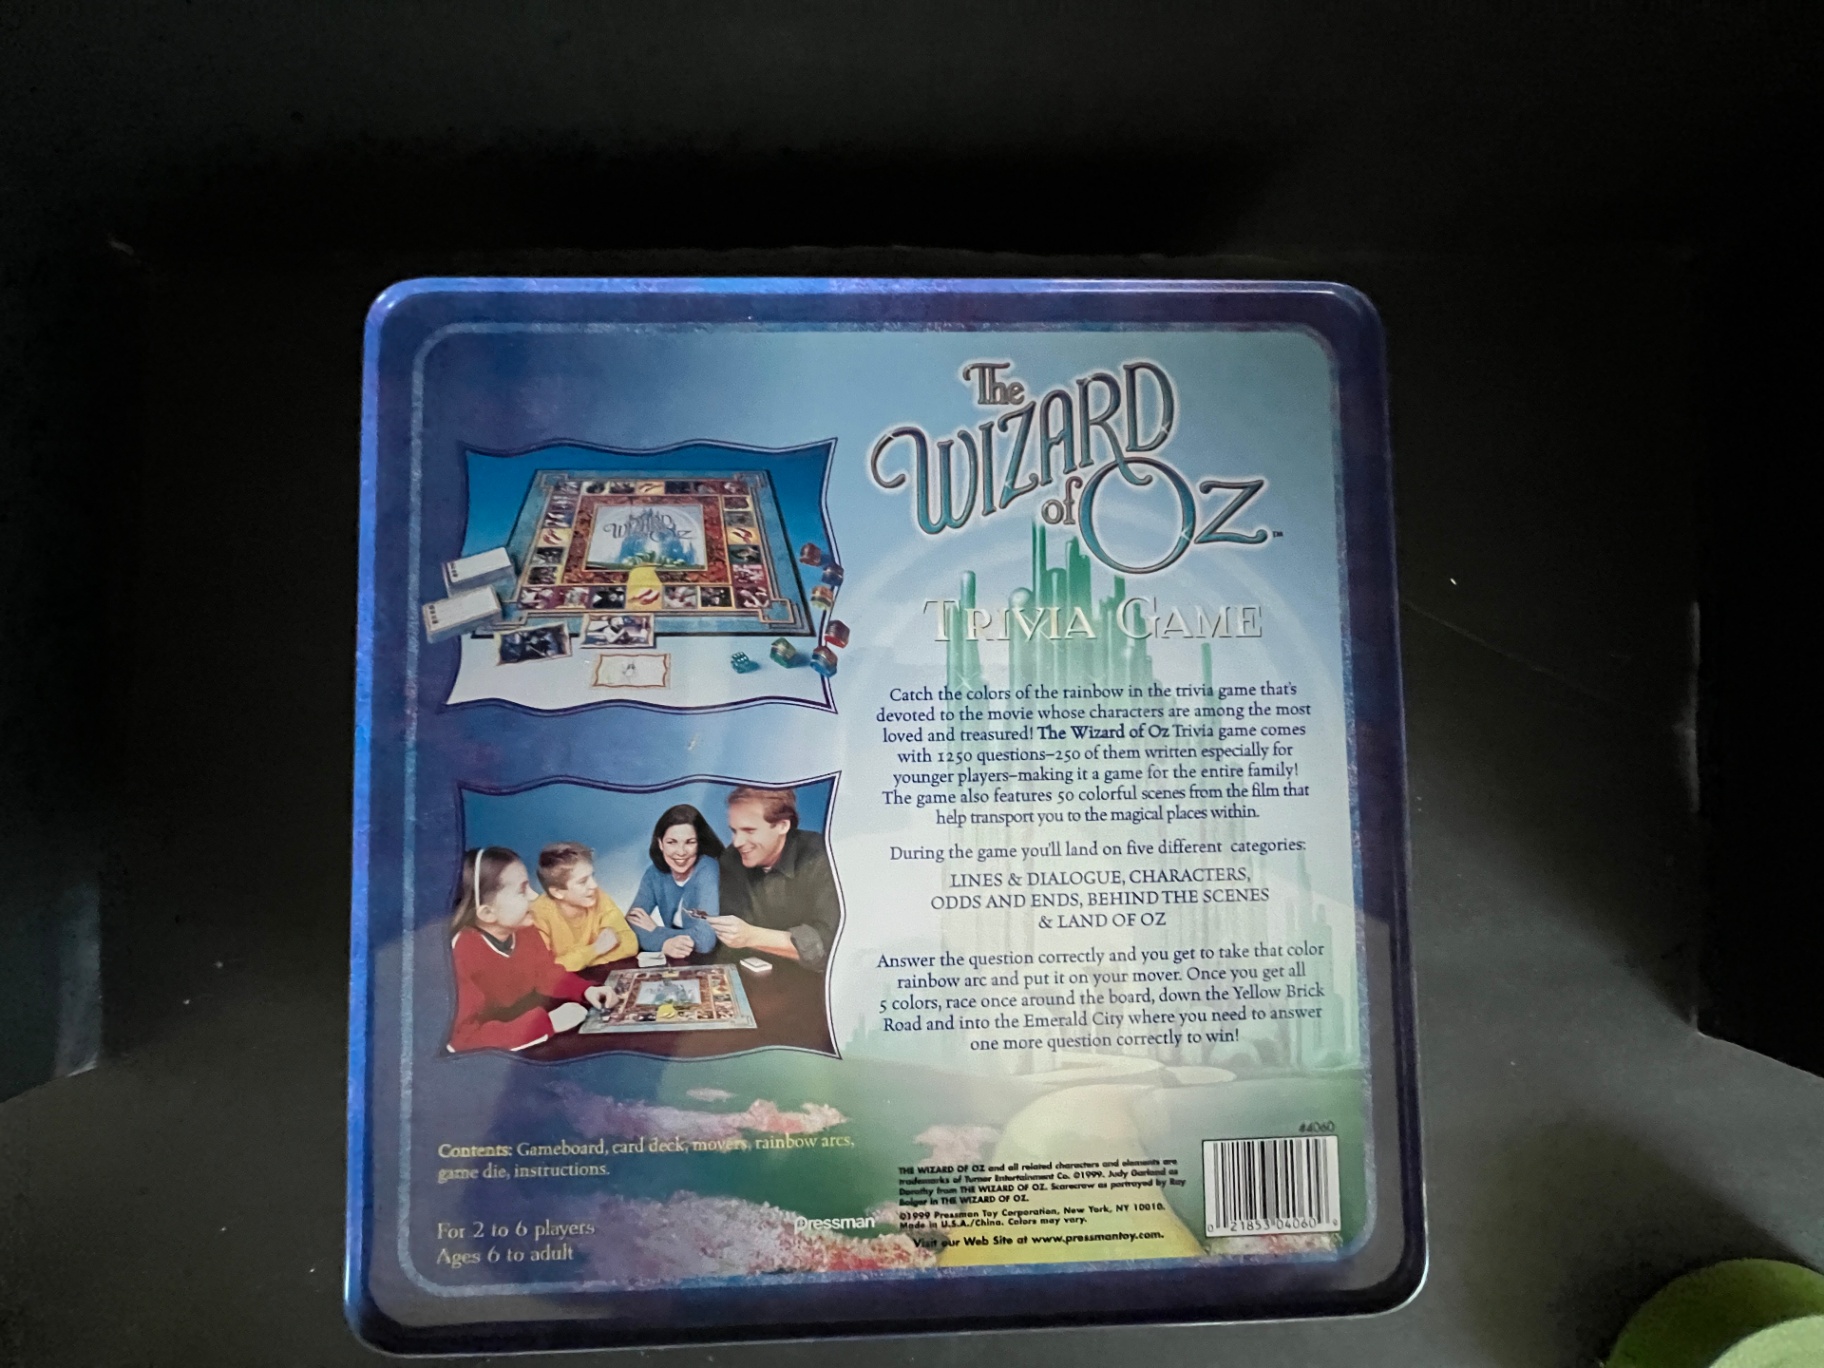 The
WIZARD
of OZ™
TRIVIA GAME
Catch the colors of the rainbow in the trivia game that's
devoted to the movie whose characters are among the most
loved and treasured! The Wizard of Oz Trivia game comes
with 1250 questions–250 of them written especially for
younger players–making it a game for the entire family!
The game also features 50 colorful scenes from the film that
help transport you to the magical places within.
During the game you'll land on five different categories:
LINES & DIALOGUE, CHARACTERS,
ODDS AND ENDS, BEHIND THE SCENES
& LAND OF OZ
Answer the question correctly and you get to take that color
rainbow arc and put it on your mover. Once you get all
5 colors, race once around the board, down the Yellow Brick
Road and into the Emerald City where you need to answer
one more question correctly to win!
WIZARD
of OZ
Contents: Gameboard, card deck, movers, rainbow arcs,
game die, instructions.
For 2 to 6 players
Ages 6 to adult
Pressman
THE WIZARD OF OZ and all related characters and elements are
trademarks of Turner Entertainment Co. ©1999. Judy Garland as
Dorothy from THE WIZARD OF OZ. Scarecrow as portrayed by Ray
Bolger in THE WIZARD OF OZ.
©1999 Pressman Toy Corporation, New York, NY 10010.
Made in U.S.A./China. Colors may vary.
Visit our Web Site at www.pressmantoy.com.
#4060
0 21853 04060 9